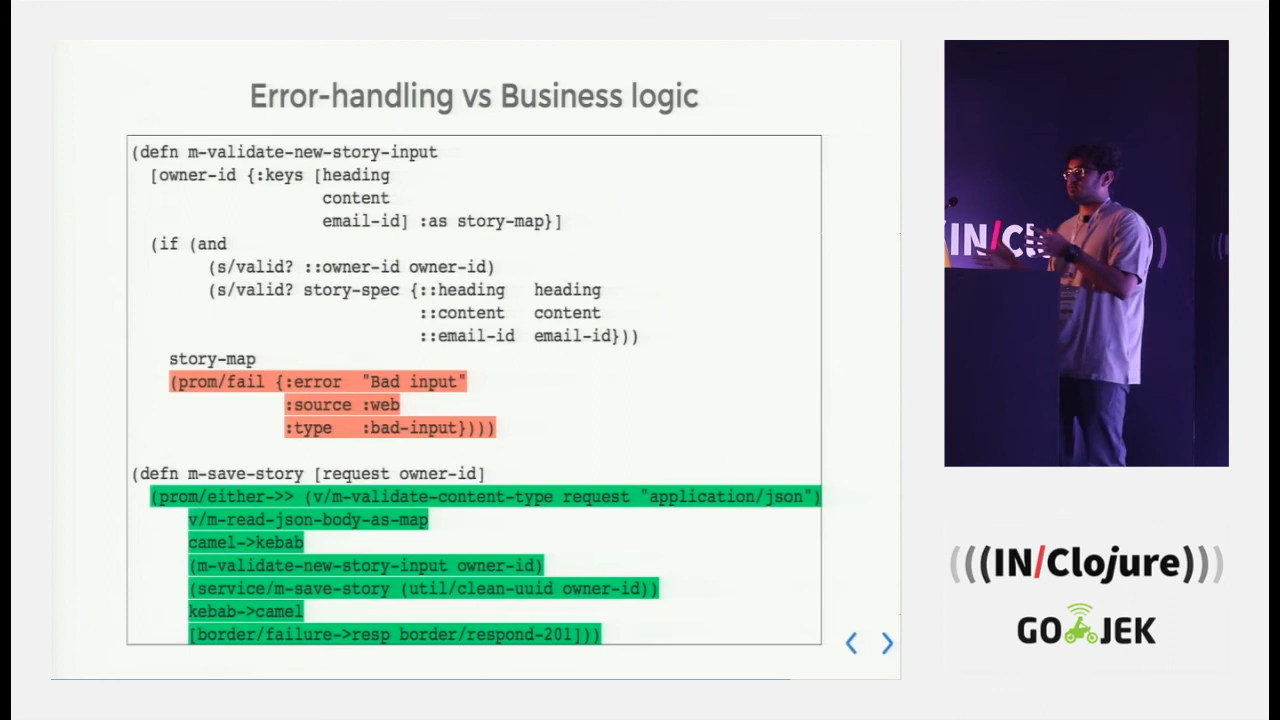 Error-handling vs Business logic
(defn m-validate-new-story-input
[owner-id {:keys [heading
content
email-id] :as story-map}]
(if (and
(s/valid? ::owner-id owner-id)
(s/valid? story-spec {::heading heading
::content content
::email-id email-id}))
story-map
(prom/fail {:error "Bad input"
:source :web
:type :bad-input})))
(defn m-save-story [request owner-id]
(prom/either->> (v/m-validate-content-type request "application/json")
v/m-read-json-body-as-map
camel->kebab
(m-validate-new-story-input owner-id)
(service/m-save-story (util/clean-uuid owner-id))
kebab->camel
[border/failure->resp border/respond-201]))
(((IN/Clojure)))
GOJEK